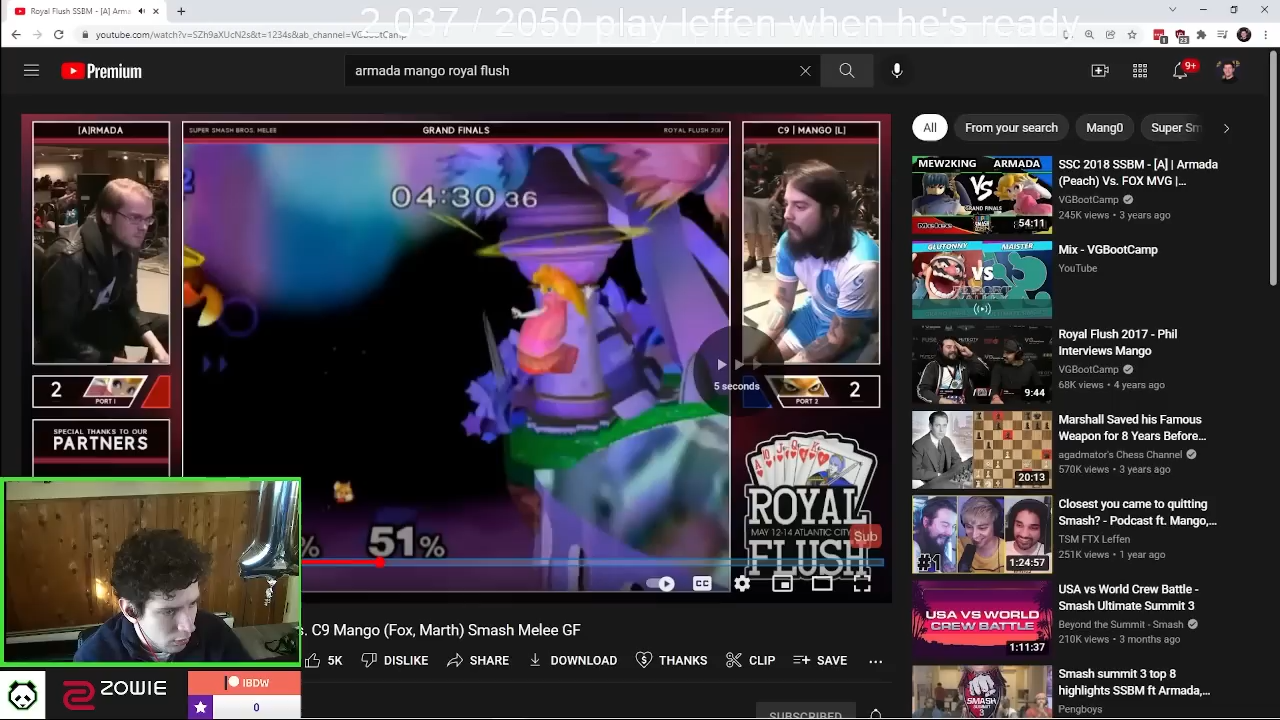 Royal Flush SSBM - [A] Arma
2,037 / 2050 play leffen when he's ready
Premium
armada mango royal flush
9+
[A]RMADA
SUPER SMASH BROS. MELEE
GRAND FINALS
ROYAL FLUSH 2017
C9 | MANGO [L]
04:30 36
5 seconds
2
PORT 1
PORT 2
2
SPECIAL THANKS TO OUR
PARTNERS
51%
ROYAL
MAY 12-14 ATLANTIC CITY
FLUSH
Sub
CC
s. C9 Mango (Fox, Marth) Smash Melee GF
5K
DISLIKE
SHARE
DOWNLOAD
THANKS
CLIP
SAVE
SUBSCRIBED
ZOWIE
IBDW
0
All
From your search
Mang0
Super Sm
MEW2KING
ARMADA
VS
GRAND FINALS
Melee
54:11
SSC 2018 SSBM - [A] | Armada
(Peach) Vs. FOX MVG |...
VGBootCamp
245K views • 3 years ago
GLUTONNY
MAISTER
VS
Mix - VGBootCamp
YouTube
9:44
Royal Flush 2017 - Phil
Interviews Mango
VGBootCamp
68K views • 4 years ago
20:13
Marshall Saved his Famous
Weapon for 8 Years Before...
agadmator's Chess Channel
570K views • 3 years ago
#1
1:24:57
Closest you came to quitting
Smash? - Podcast ft. Mango,...
TSM FTX Leffen
251K views • 1 year ago
USA VS WORLD
CREW BATTLE
1:11:37
USA vs World Crew Battle -
Smash Ultimate Summit 3
Beyond the Summit - Smash
210K views • 3 months ago
SMASH
SUMMIT
3
Smash summit 3 top 8
highlights SSBM ft Armada,...
Pengboys